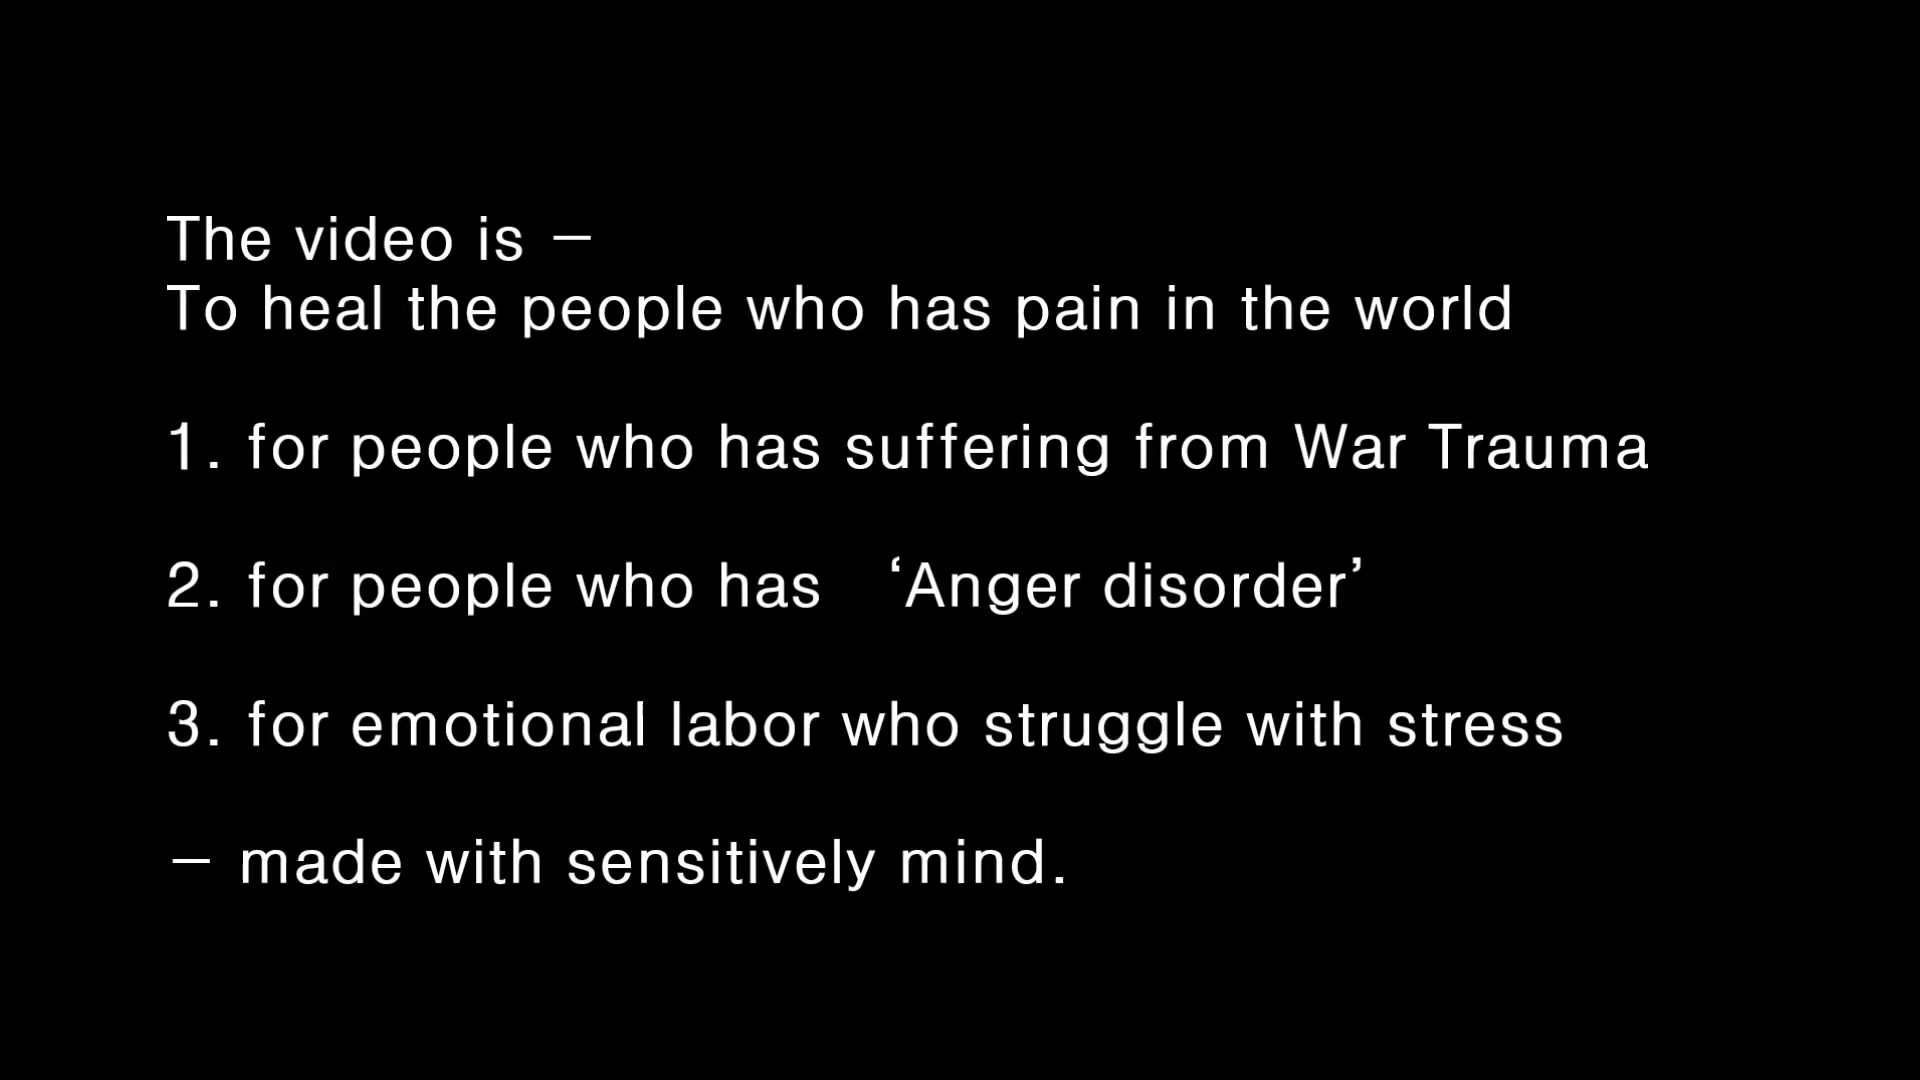 The video is –
To heal the people who has pain in the world
1. for people who has suffering from War Trauma
2. for people who has ‘Anger disorder’
3. for emotional labor who struggle with stress
– made with sensitively mind.